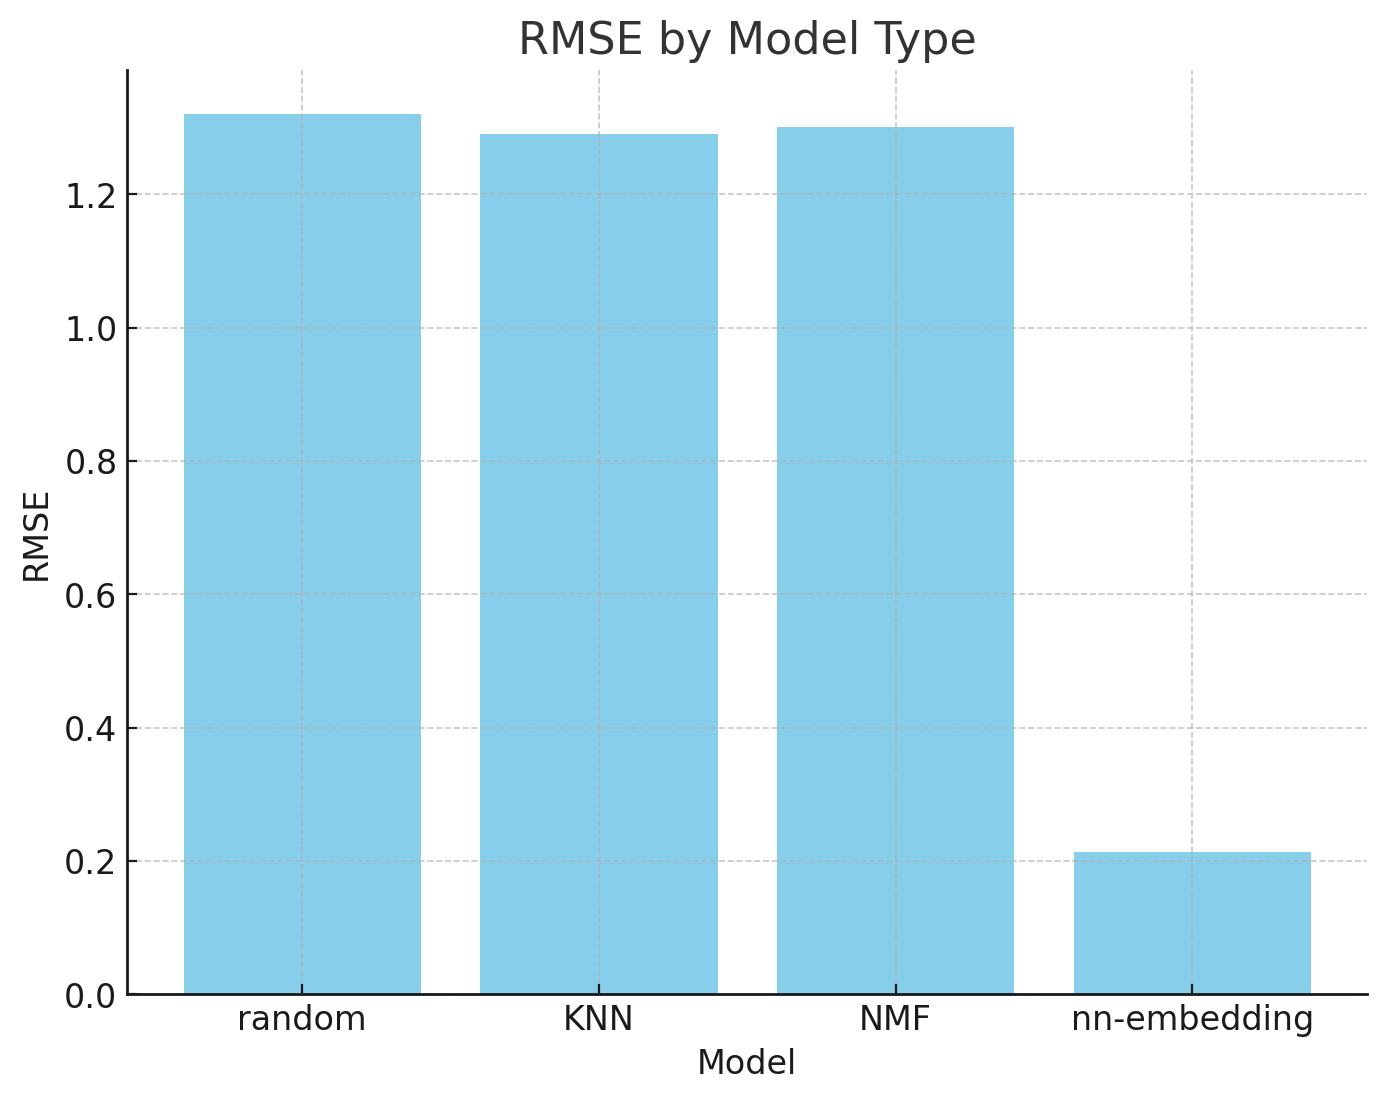 RMSE by Model Type
RMSE
1.2
1.0
0.8
0.6
0.4
0.2
0.0
random KNN NMF nn-embedding
Model